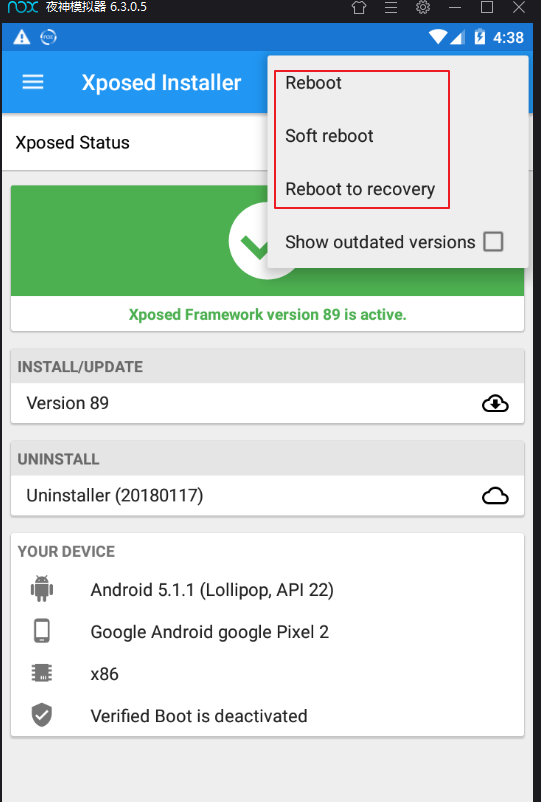 nox 夜神模拟器 6.3.0.5
4:38
Xposed Installer
Reboot
Soft reboot
Reboot to recovery
Show outdated versions
Xposed Status
Xposed Framework version 89 is active.
INSTALL/UPDATE
Version 89
UNINSTALL
Uninstaller (20180117)
YOUR DEVICE
Android 5.1.1 (Lollipop, API 22)
Google Android google Pixel 2
x86
Verified Boot is deactivated